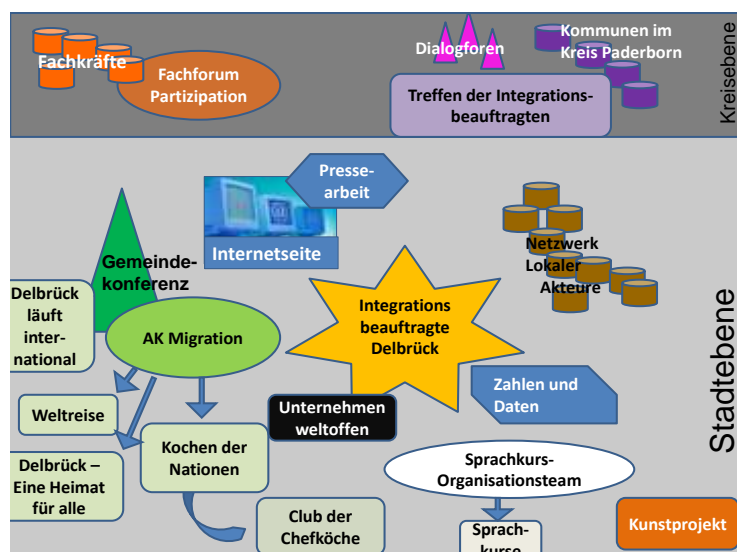 Fachkräfte
Fachforum
Partizipation
Dialogforen
Treffen der Integrations-
beauftragten
Kommunen im
Kreis Paderborn
Kreisebene
Presse-
arbeit
Internetseite
Gemeinde-
konferenz
Netzwerk
Lokaler
Akteure
Delbrück
läuft
inter-
national
AK Migration
Integrations
beauftragte
Delbrück
Zahlen und
Daten
Stadtebene
Weltreise
Unternehmen
weltoffen
Kochen der
Nationen
Delbrück –
Eine Heimat
für alle
Sprachkurs-
Organisationsteam
Club der
Chefköche
Sprach-
kurse
Kunstprojekt